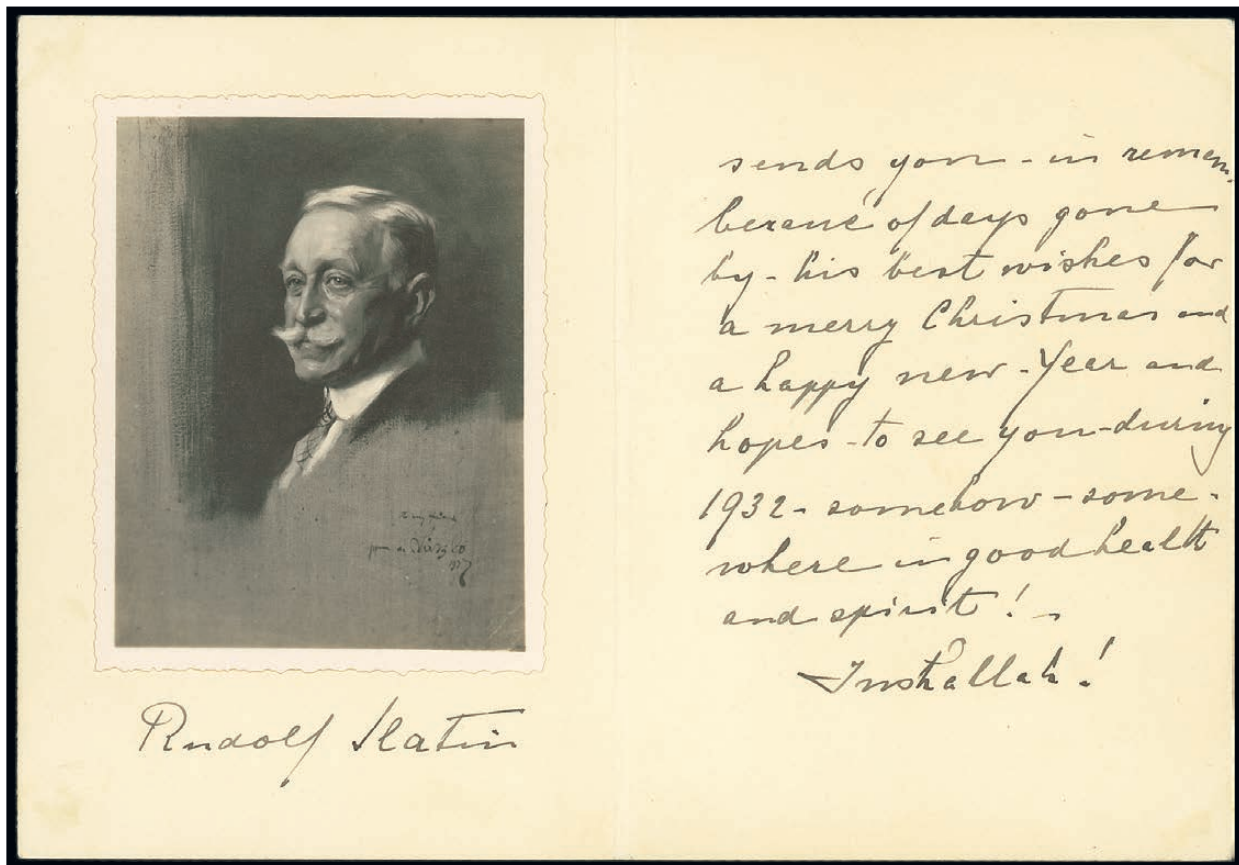 Rudolf Slatin
sends you - in remem-
berance of days gone
by - his best wishes for
a merry Christmas and
a happy new - Year and
hopes - to see you - during
1932 - somehow - some-
where in good health
and spirit! -
Inshallah!